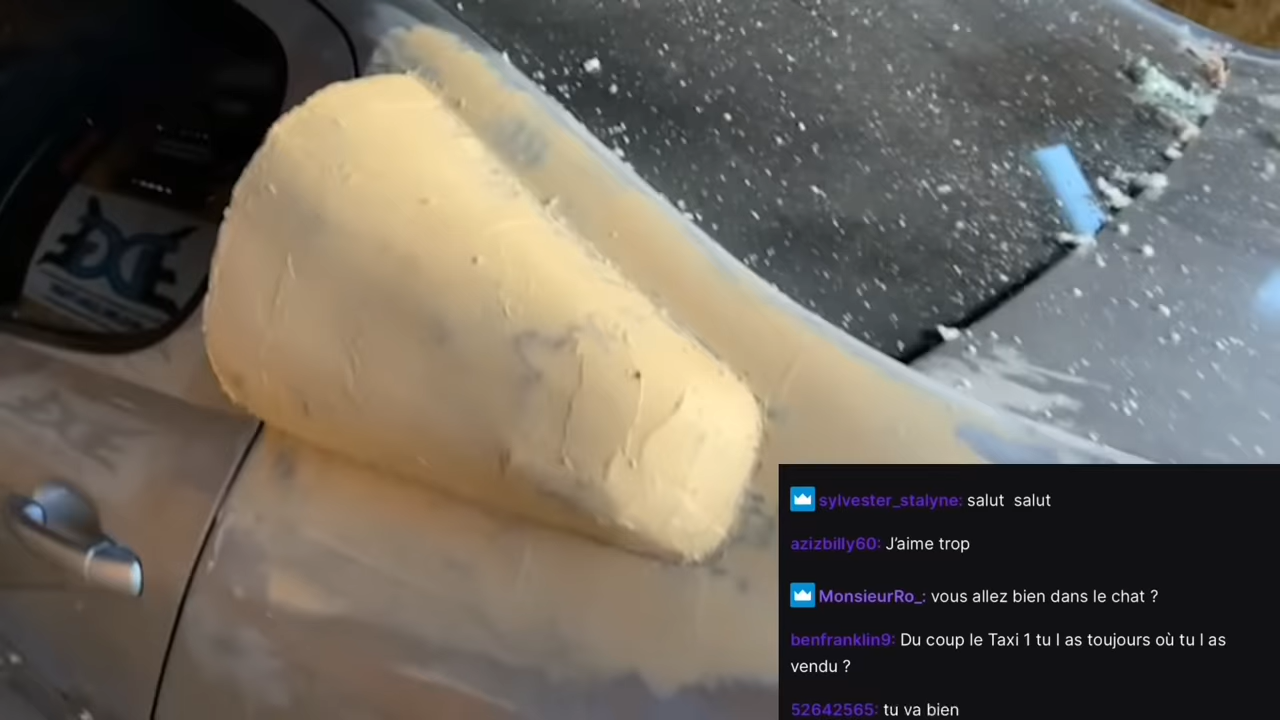 sylvester_stalyne: salut  salut
azizbilly60: J'aime trop
MonsieurRo_: vous allez bien dans le chat ?
benfranklin9: Du coup le Taxi 1 tu l as toujours où tu l as
vendu ?
52642565: tu va bien